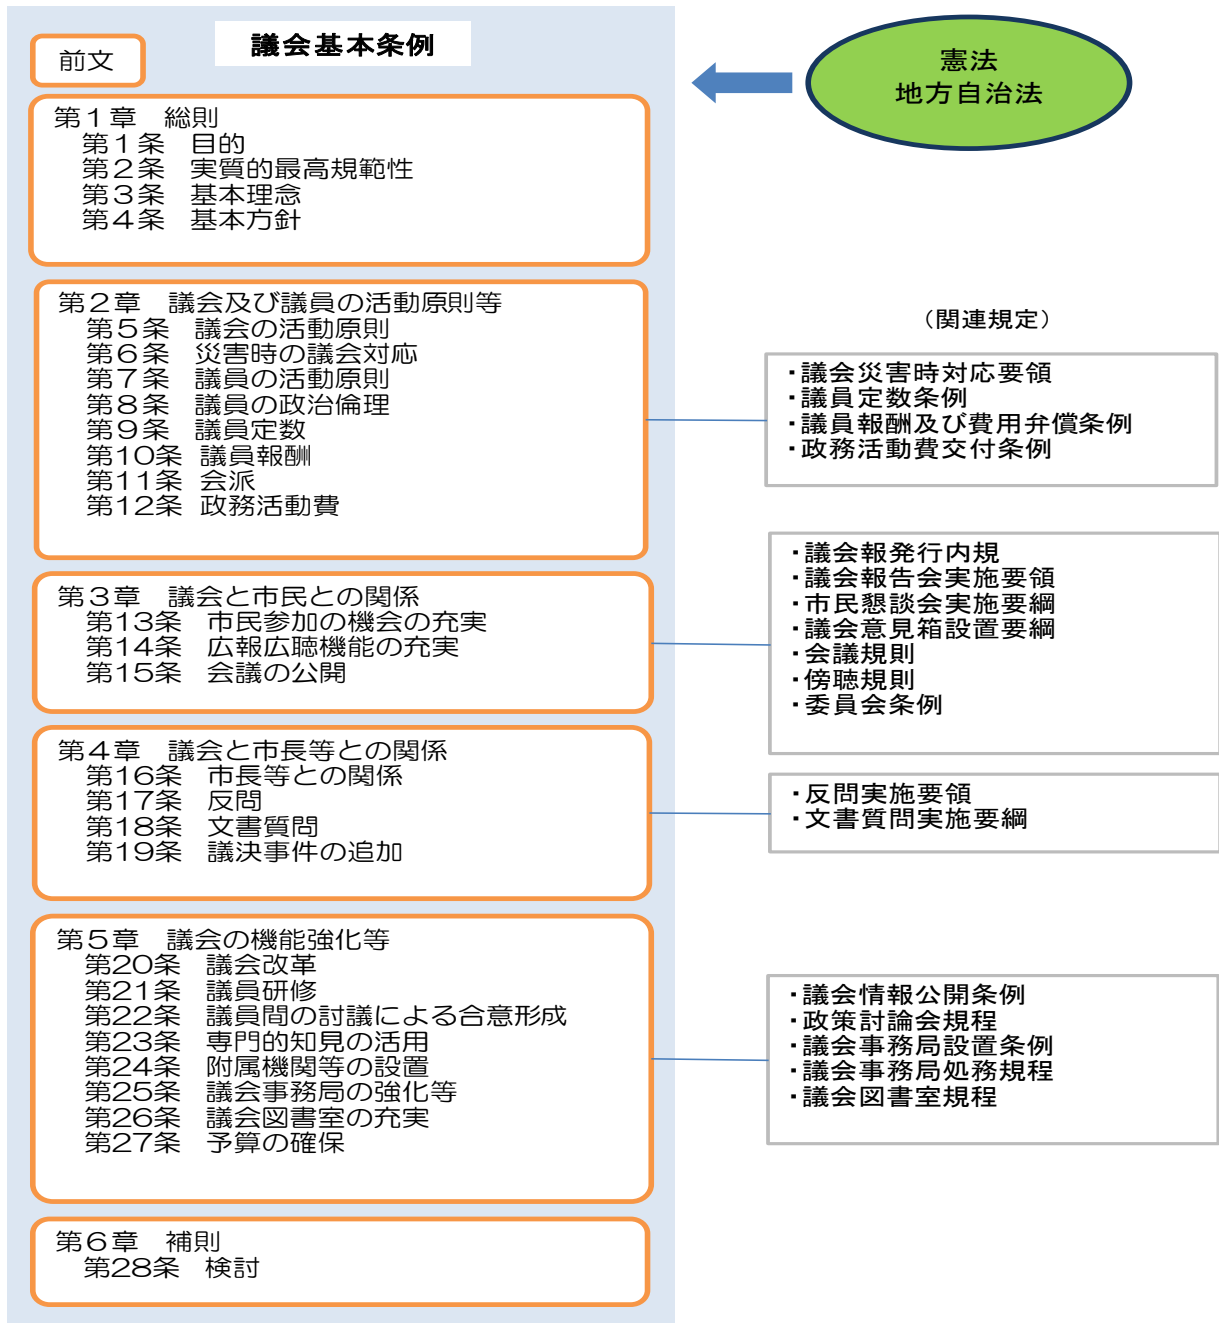 議会基本条例
前文
憲法
地方自治法
第１章　総則
第１条　目的
第２条　実質的最高規範性
第３条　基本理念
第４条　基本方針
第２章　議会及び議員の活動原則等
第５条　議会の活動原則
第６条　災害時の議会対応
第７条　議員の活動原則
第８条　議員の政治倫理
第９条　議員定数
第10条　議員報酬
第11条　会派
第12条　政務活動費
（関連規定）
・議会災害時対応要領
・議員定数条例
・議員報酬及び費用弁償条例
・政務活動費交付条例
第３章　議会と市民との関係
第13条　市民参加の機会の充実
第14条　広報広聴機能の充実
第15条　会議の公開
・議会報発行内規
・議会報告会実施要領
・市民懇談会実施要綱
・議会意見箱設置要綱
・会議規則
・傍聴規則
・委員会条例
第４章　議会と市長等との関係
第16条　市長等との関係
第17条　反問
第18条　文書質問
第19条　議決事件の追加
・反問実施要領
・文書質問実施要綱
第５章　議会の機能強化等
第20条　議会改革
第21条　議員研修
第22条　議員間の討議による合意形成
第23条　専門的知見の活用
第24条　附属機関等の設置
第25条　議会事務局の強化等
第26条　議会図書室の充実
第27条　予算の確保
・議会情報公開条例
・政策討論会規程
・議会事務局設置条例
・議会事務局処務規程
・議会図書室規程
第６章　補則
第28条　検討